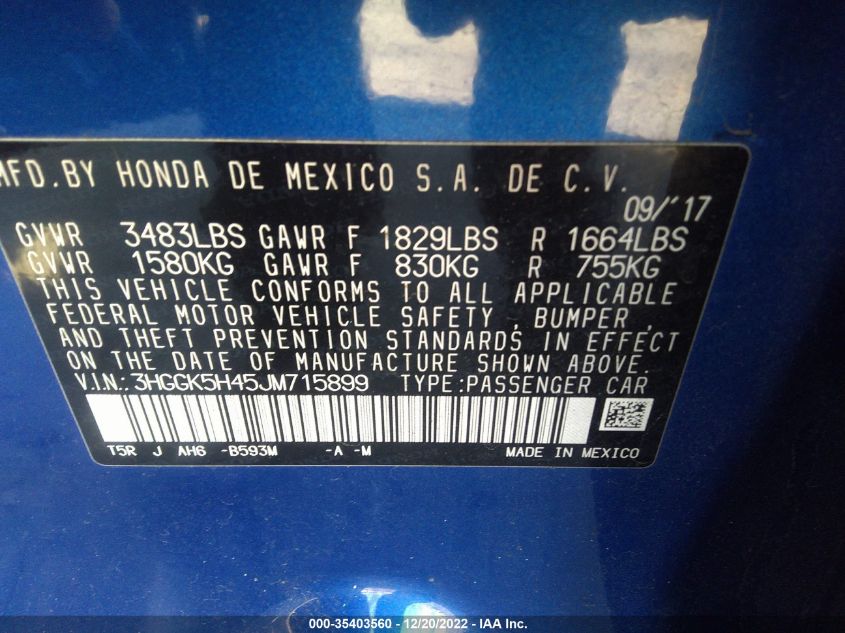 MFD.BY HONDA DE MEXICO S.A. DE C.V.
09/'17
GVWR 3483LBS GAWR F 1829LBS R 1664LBS
GVWR 1580KG GAWR F 830KG R 755KG
THIS VEHICLE CONFORMS TO ALL APPLICABLE
FEDERAL MOTOR VEHICLE SAFETY , BUMPER ,
AND THEFT PREVENTION STANDARDS IN EFFECT
ON THE DATE OF MANUFACTURE SHOWN ABOVE.
V.I.N.:3HGGK5H45JM715899 TYPE:PASSENGER CAR
T5R J AH6 -B593M -A -M MADE IN MEXICO
000-35403560 - 12/20/2022 - IAA Inc.